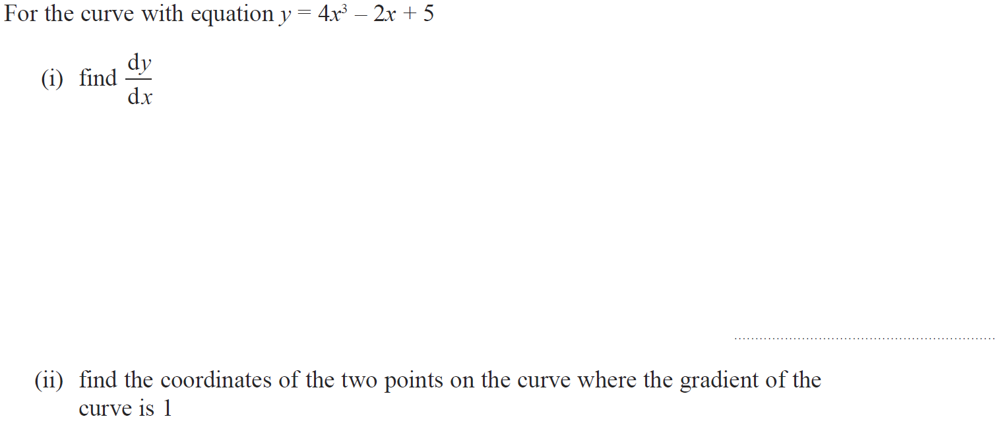 For the curve with equation y = 4x³ – 2x + 5
(i) find dy/dx
(ii) find the coordinates of the two points on the curve where the gradient of the
curve is 1